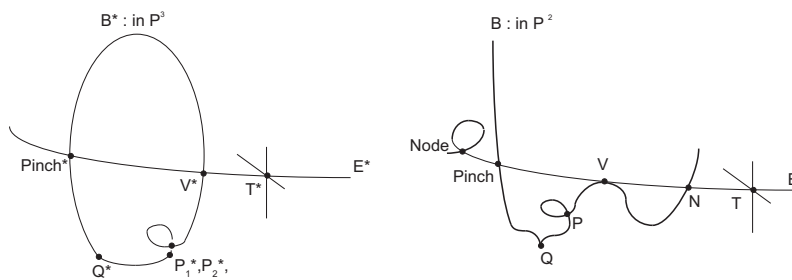 B* : in P³
Pinch*
V*
T*
E*
Q*
P₁*,P₂*,
B : in P²
Node
Pinch
V
P
Q
N
T
E